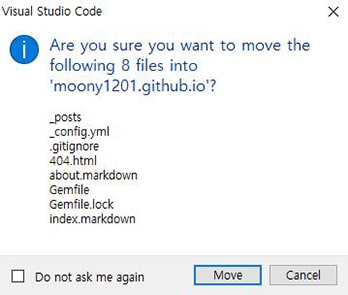 Visual Studio Code
Are you sure you want to move the
following 8 files into
'moony1201.github.io'?
_posts
_config.yml
.gitignore
404.html
about.markdown
Gemfile
Gemfile.lock
index.markdown
Do not ask me again
Move
Cancel